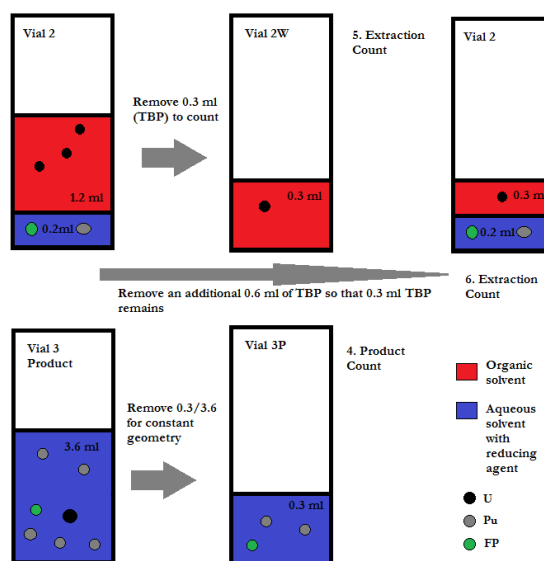 Vial 2
Vial 2W
5. Extraction
Count
Vial 2
Remove 0.3 ml
(TBP) to count
1.2 ml
0.2ml
0.3 ml
0.3 m
0.2 ml
Remove an additional 0.6 ml of TBP so that 0.3 ml TBP
remains
6. Extraction
Count
Vial 3
Product
Vial 3P
4. Product
Count
Remove 0.3/3.6
for constant
geometry
3.6 ml
0.3 ml
Organic
solvent
Aqueous
solvent
with
reducing
agent
U
Pu
FP